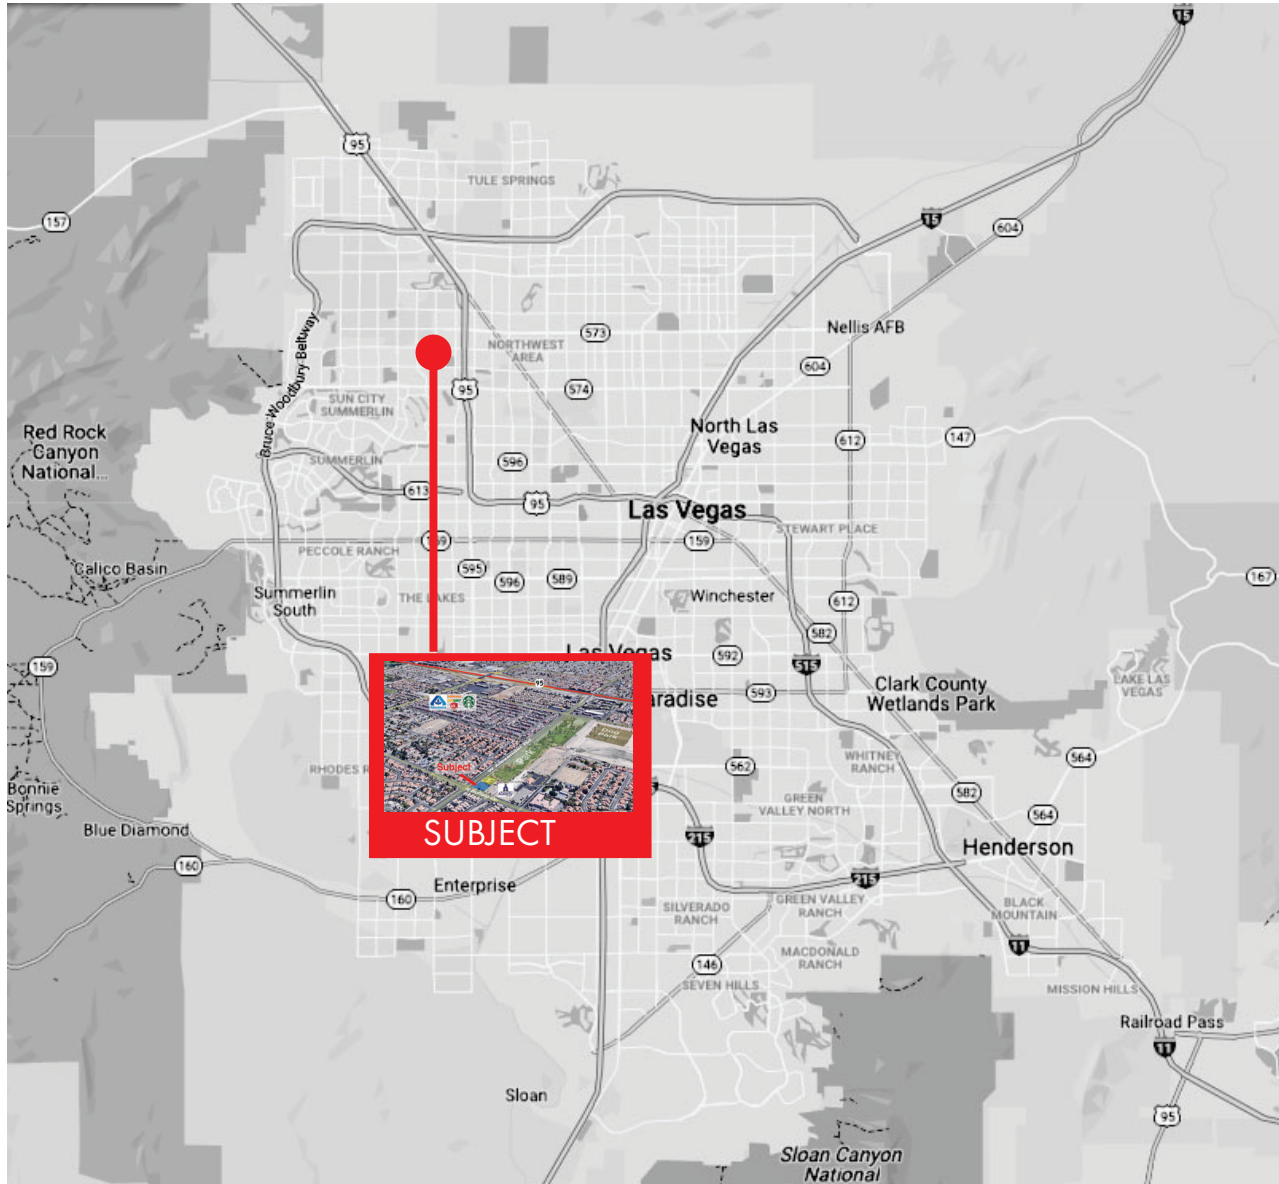 15
95
TULE SPRINGS
157
15
604
Bruce Woodbury Beltway
573
Nellis AFB
NORTHWEST
AREA
604
95
574
SUN CITY
SUMMERLIN
Red Rock
Canyon
National...
North Las
Vegas
612
147
SUMMERLIN
596
613
95
Las Vegas
STEWART PLACE
159
PECCOLE RANCH
159
Calico Basin
595
596
589
167
Summerlin
South
THE LAKES
Winchester
612
582
Las Vegas
592
515
159
Clark County
Wetlands Park
LAKE LAS
VEGAS
593
aradise
95
Dog
Park
Park
Subject
SUBJECT
RHODES R
562
WHITNEY
RANCH
564
Bonnie
Springs
GREEN
VALLEY NORTH
582
564
Blue Diamond
215
Henderson
160
Enterprise
215
160
SILVERADO
RANCH
GREEN VALLEY
RANCH
BLACK
MOUNTAIN
11
MACDONALD
RANCH
146
SEVEN HILLS
MISSION HILLS
Railroad Pass
11
Sloan
95
Sloan Canyon
National